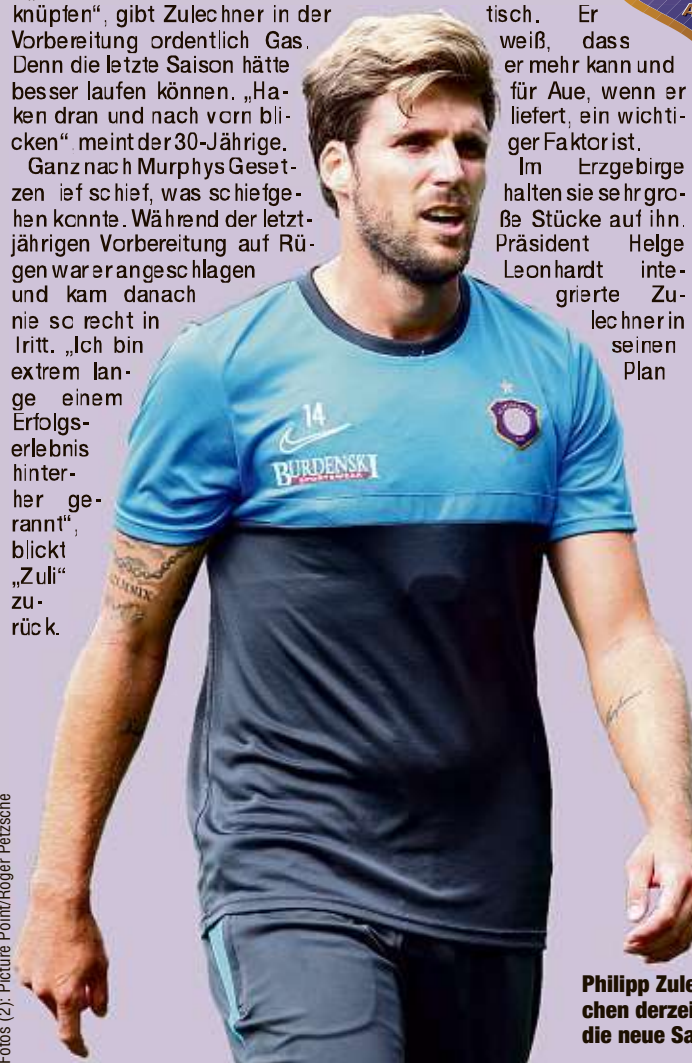 knüpfen“, gibt Zulechner in der
Vorbereitung ordentlich Gas.
Denn die letzte Saison hätte
besser laufen können. „Ha-
ken dran und nach vorn bli-
cken“ meint der 30-Jährige.
Ganz nach Murphys Geset-
zen ief schief, was schiefge-
hen konnte. Während der letzt-
jährigen Vorbereitung auf Rü-
gen war er angeschlagen
und kam danach
nie so recht in
Tritt. „Ich bin
extrem lan-
ge einem
Erfolgs-
erlebnis
hinter-
her ge-
rannt“,
blickt
„Zuli“
zu-
rück.
tisch. Er
weiß, dass
er mehr kann und
für Aue, wenn er
liefert, ein wichti-
ger Faktor ist.
Im Erzgebirge
halten sie sehr gro-
ße Stücke auf ihn.
Präsident Helge
Leonhardt inte-
grierte Zu-
lechner in
seinen
Plan
14
BURDENSKI
SPORTSWEAR
Fotos (2): Picture Point/Roger Petzsche
Philipp Zule
chen derzei
die neue Sa